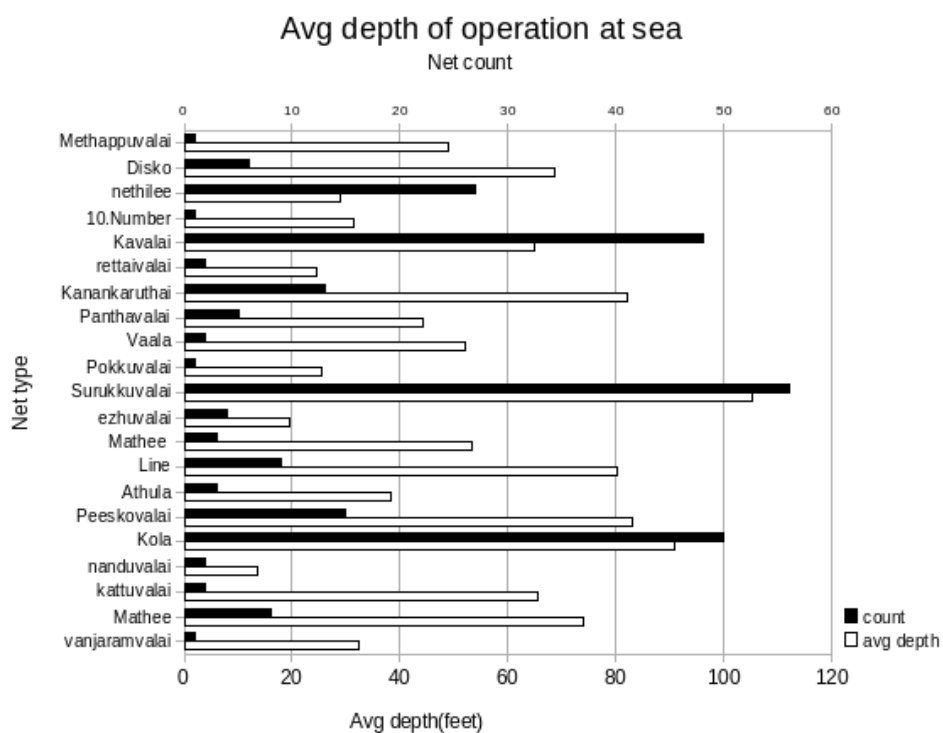 Avg depth of operation at sea
Net count
0 10 20 30 40 50 60
Methappuvalai
Disko
nethilee
10.Number
Kavalai
rettaivalai
Kanankaruthai
Panthavalai
Vaala
Pokkuvalai
Surukkuvalai
ezhuvalai
Mathee
Line
Athula
Peeskovalai
Kola
nanduvalai
kattuvalai
Mathee
vanjaramvalai
Net type
count
avg depth
0 20 40 60 80 100 120
Avg depth(feet)